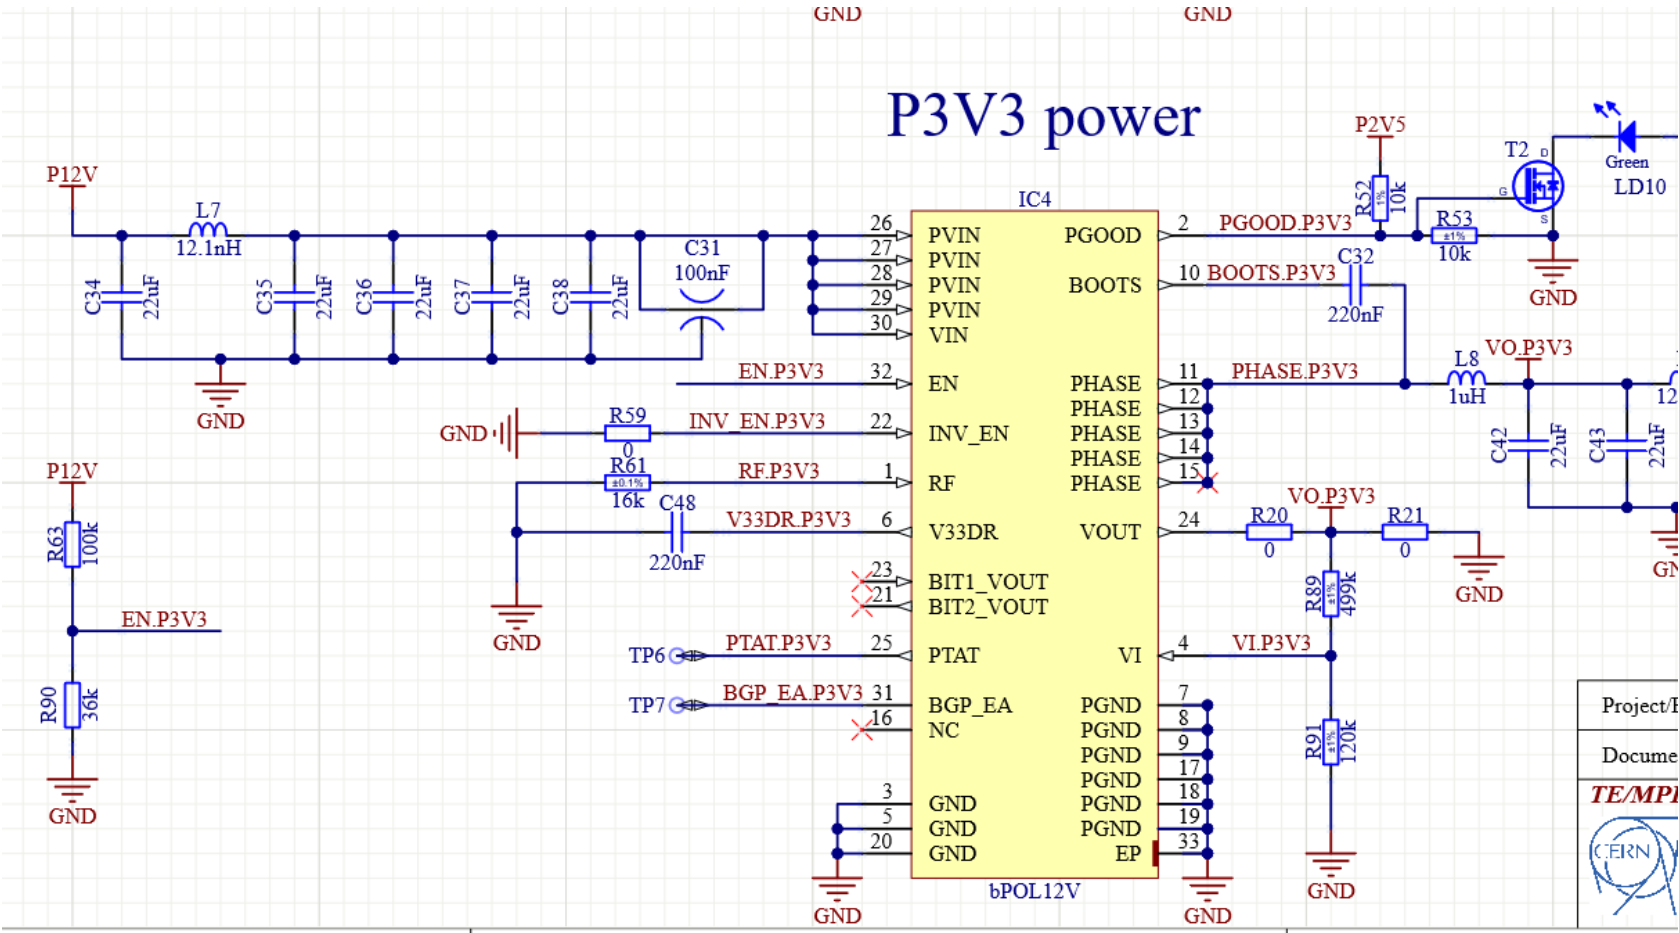 GND
GND
P3V3 power
P12V
L7
12.1nH
C34
22uF
C35
22uF
C36
22uF
C37
22uF
C38
22uF
C31
100nF
GND
P12V
R63
100k
EN.P3V3
R90
36k
GND
EN.P3V3
GND
R59
0
INV_EN.P3V3
R61
±0.1%
16k
RF.P3V3
C48
220nF
V33DR.P3V3
GND
TP6
PTAT.P3V3
TP7
BGP_EA.P3V3
IC4
26 PVIN
27 PVIN
28 PVIN
29 PVIN
30 VIN
32 EN
22 INV_EN
1 RF
6 V33DR
23 BIT1_VOUT
21 BIT2_VOUT
25 PTAT
31 BGP_EA
16 NC
3 GND
5 GND
20 GND
GND
PGOOD 2
BOOTS 10
PHASE 11
PHASE 12
PHASE 13
PHASE 14
PHASE 15
VOUT 24
VI 4
PGND 7
PGND 8
PGND 9
PGND 17
PGND 18
PGND 19
EP 33
bPOL12V
GND
PGOOD.P3V3
P2V5
R52
1%
10k
R53
±1%
10k
T2
D
G
S
Green
LD10
GND
BOOTS.P3V3
C32
220nF
PHASE.P3V3
L8
1uH
VO.P3V3
C42
22uF
C43
22uF
12
GN
VO.P3V3
R20
0
R21
0
GND
R89
±1%
499k
VI.P3V3
R91
±1%
120k
GND
Project/
Docume
TE/MP
CERN